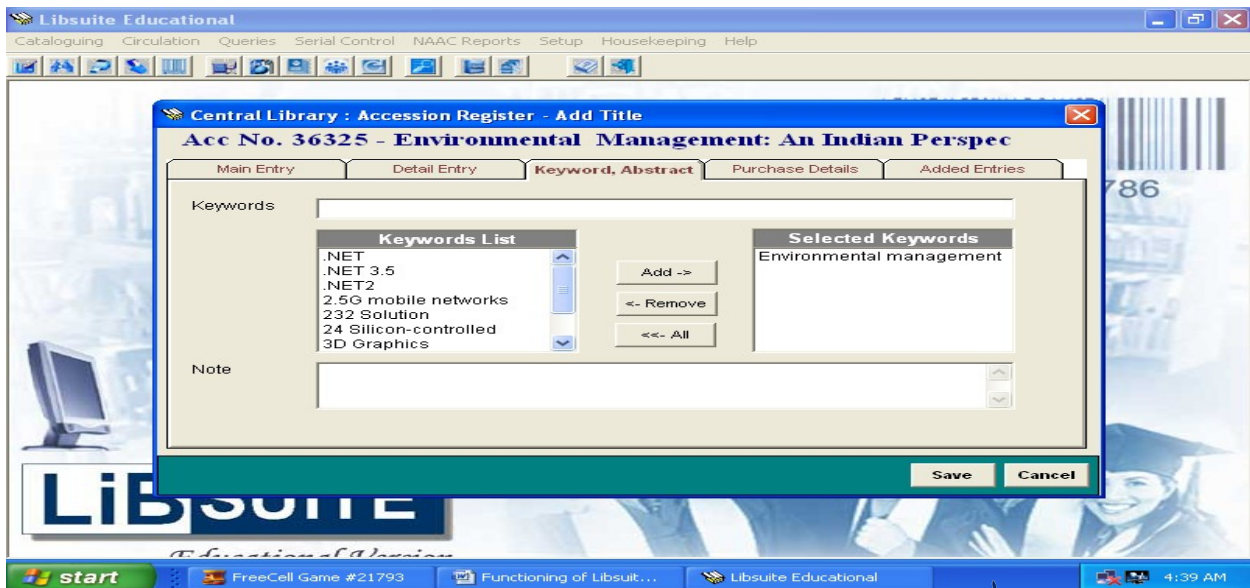 Libsuite Educational
Cataloguing Circulation Queries Serial Control NAAC Reports Setup Housekeeping Help
Central Library : Accession Register - Add Title
Acc No. 36325 - Environmental Management: An Indian Perspec
Main Entry Detail Entry Keyword, Abstract Purchase Details Added Entries
786
Keywords
Keywords List
.NET
.NET 3.5
.NET2
2.5G mobile networks
232 Solution
24 Silicon-controlled
3D Graphics
Add ->
<- Remove
<<- All
Selected Keywords
Environmental management
Note
Save Cancel
LiBSUITE
Educational Version
start FreeCell Game #21793 Functioning of Libsuit... Libsuite Educational 4:39 AM